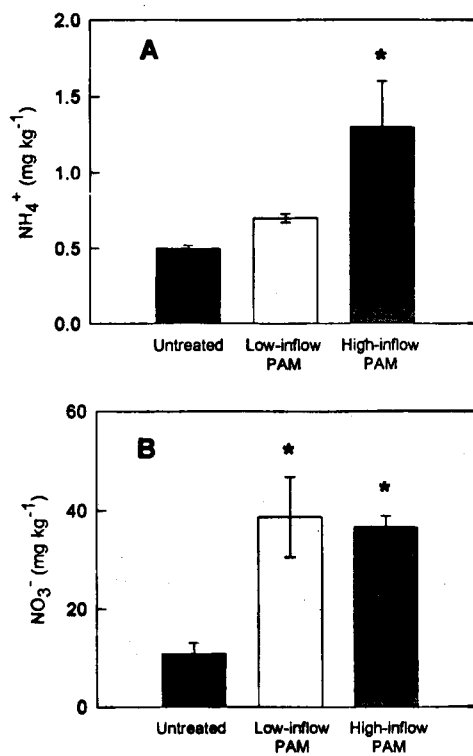 2.0
A
*
1.5
1.0
0.5
0.0
NH₄⁺ (mg kg⁻¹)
Untreated Low-inflow PAM High-inflow PAM
60
B
*
*
40
20
0
NO₃⁻ (mg kg⁻¹)
Untreated Low-inflow PAM High-inflow PAM